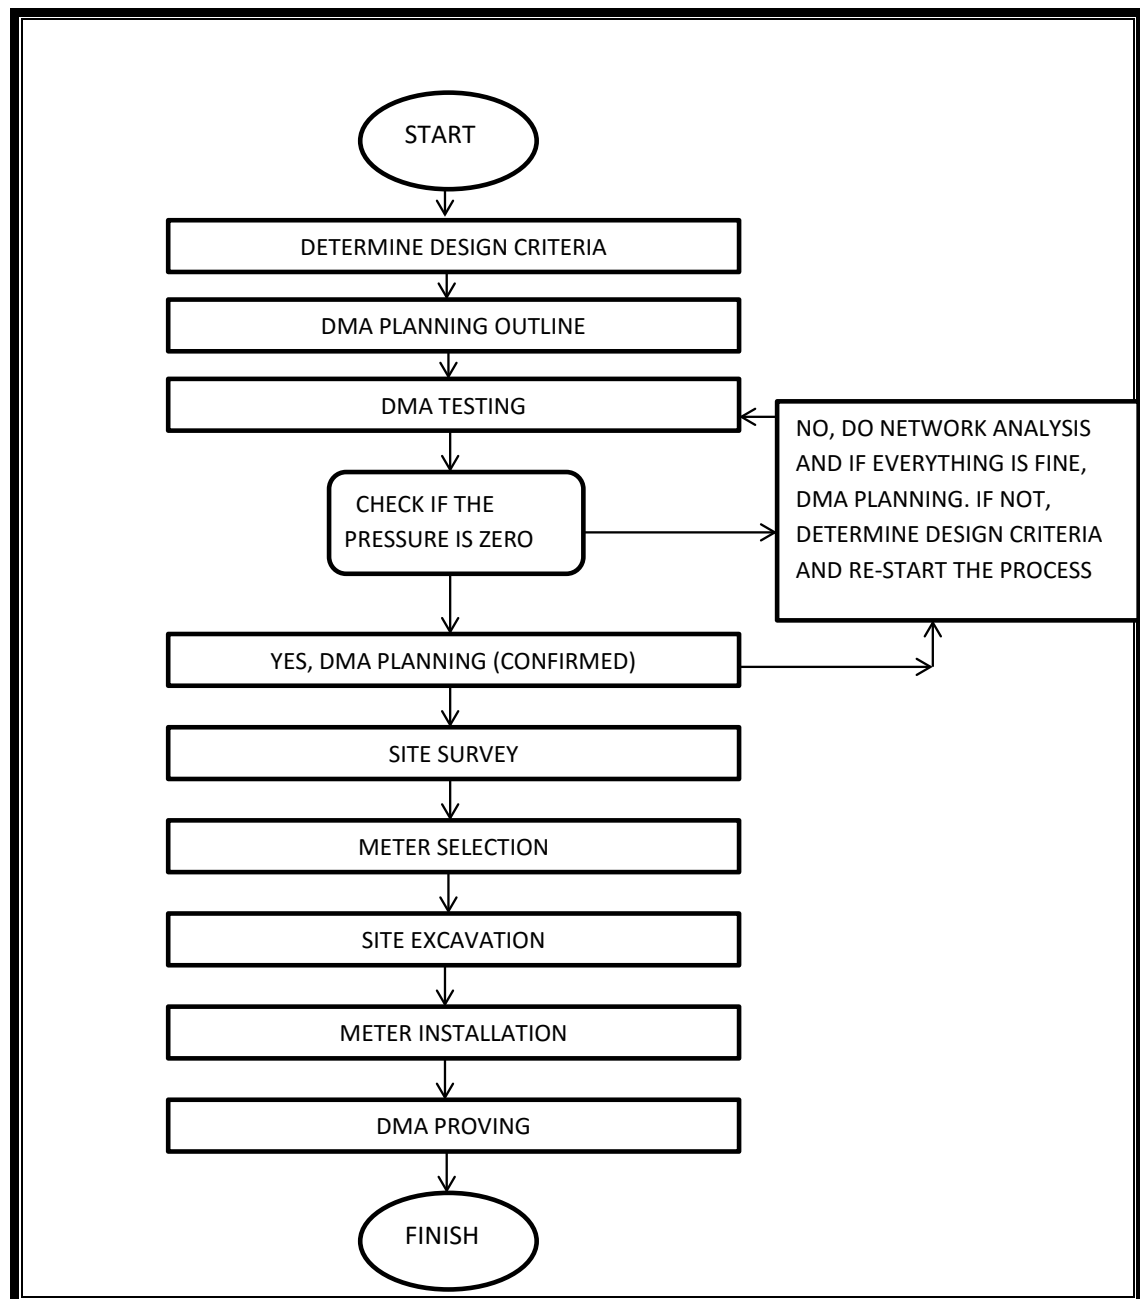 START
DETERMINE DESIGN CRITERIA
DMA PLANNING OUTLINE
DMA TESTING
NO, DO NETWORK ANALYSIS
AND IF EVERYTHING IS FINE,
DMA PLANNING. IF NOT,
DETERMINE DESIGN CRITERIA
AND RE-START THE PROCESS
CHECK IF THE
PRESSURE IS ZERO
YES, DMA PLANNING (CONFIRMED)
SITE SURVEY
METER SELECTION
SITE EXCAVATION
METER INSTALLATION
DMA PROVING
FINISH